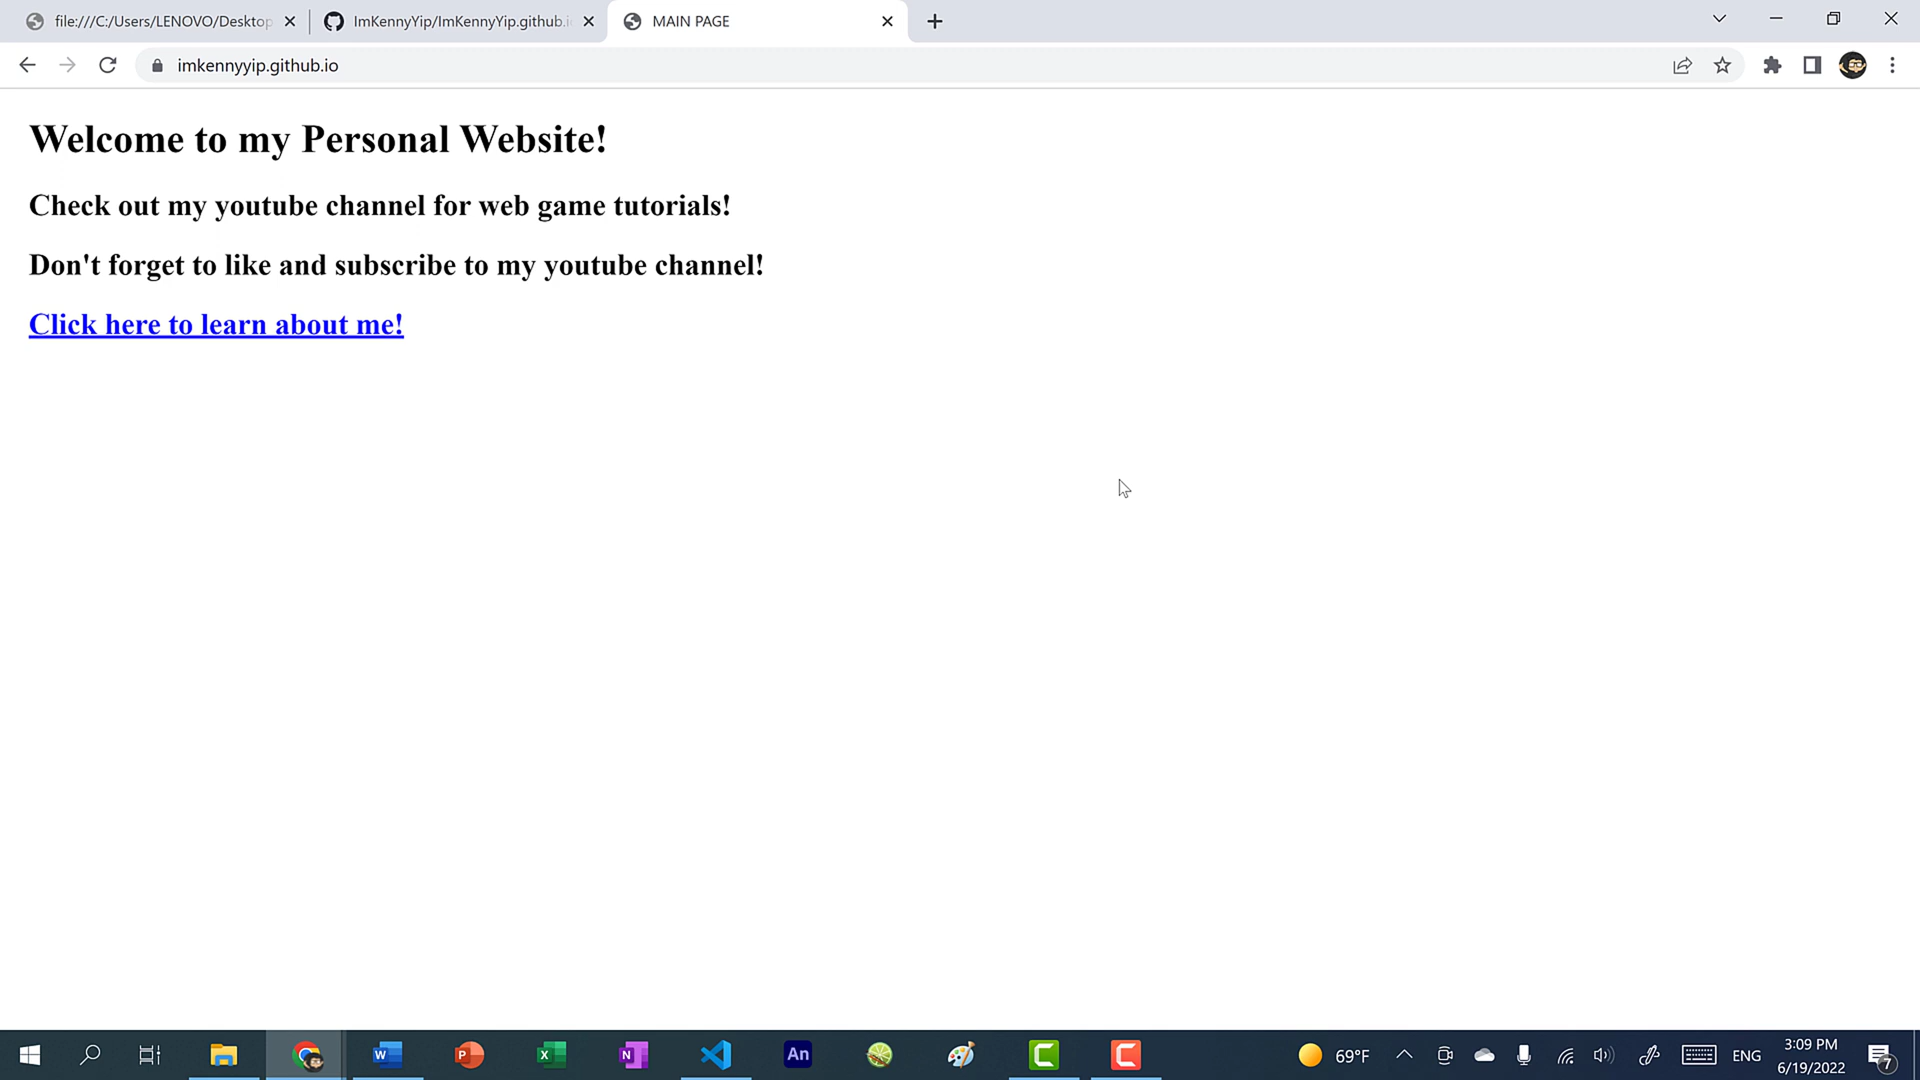 file:///C:/Users/LENOVO/Desktop
ImKennyYip/ImKennyYip.github.i
MAIN PAGE
imkennyyip.github.io
Welcome to my Personal Website!
Check out my youtube channel for web game tutorials!
Don't forget to like and subscribe to my youtube channel!
Click here to learn about me!
W
P
X
N
An
C
C
69°F
ENG
3:09 PM
6/19/2022
7